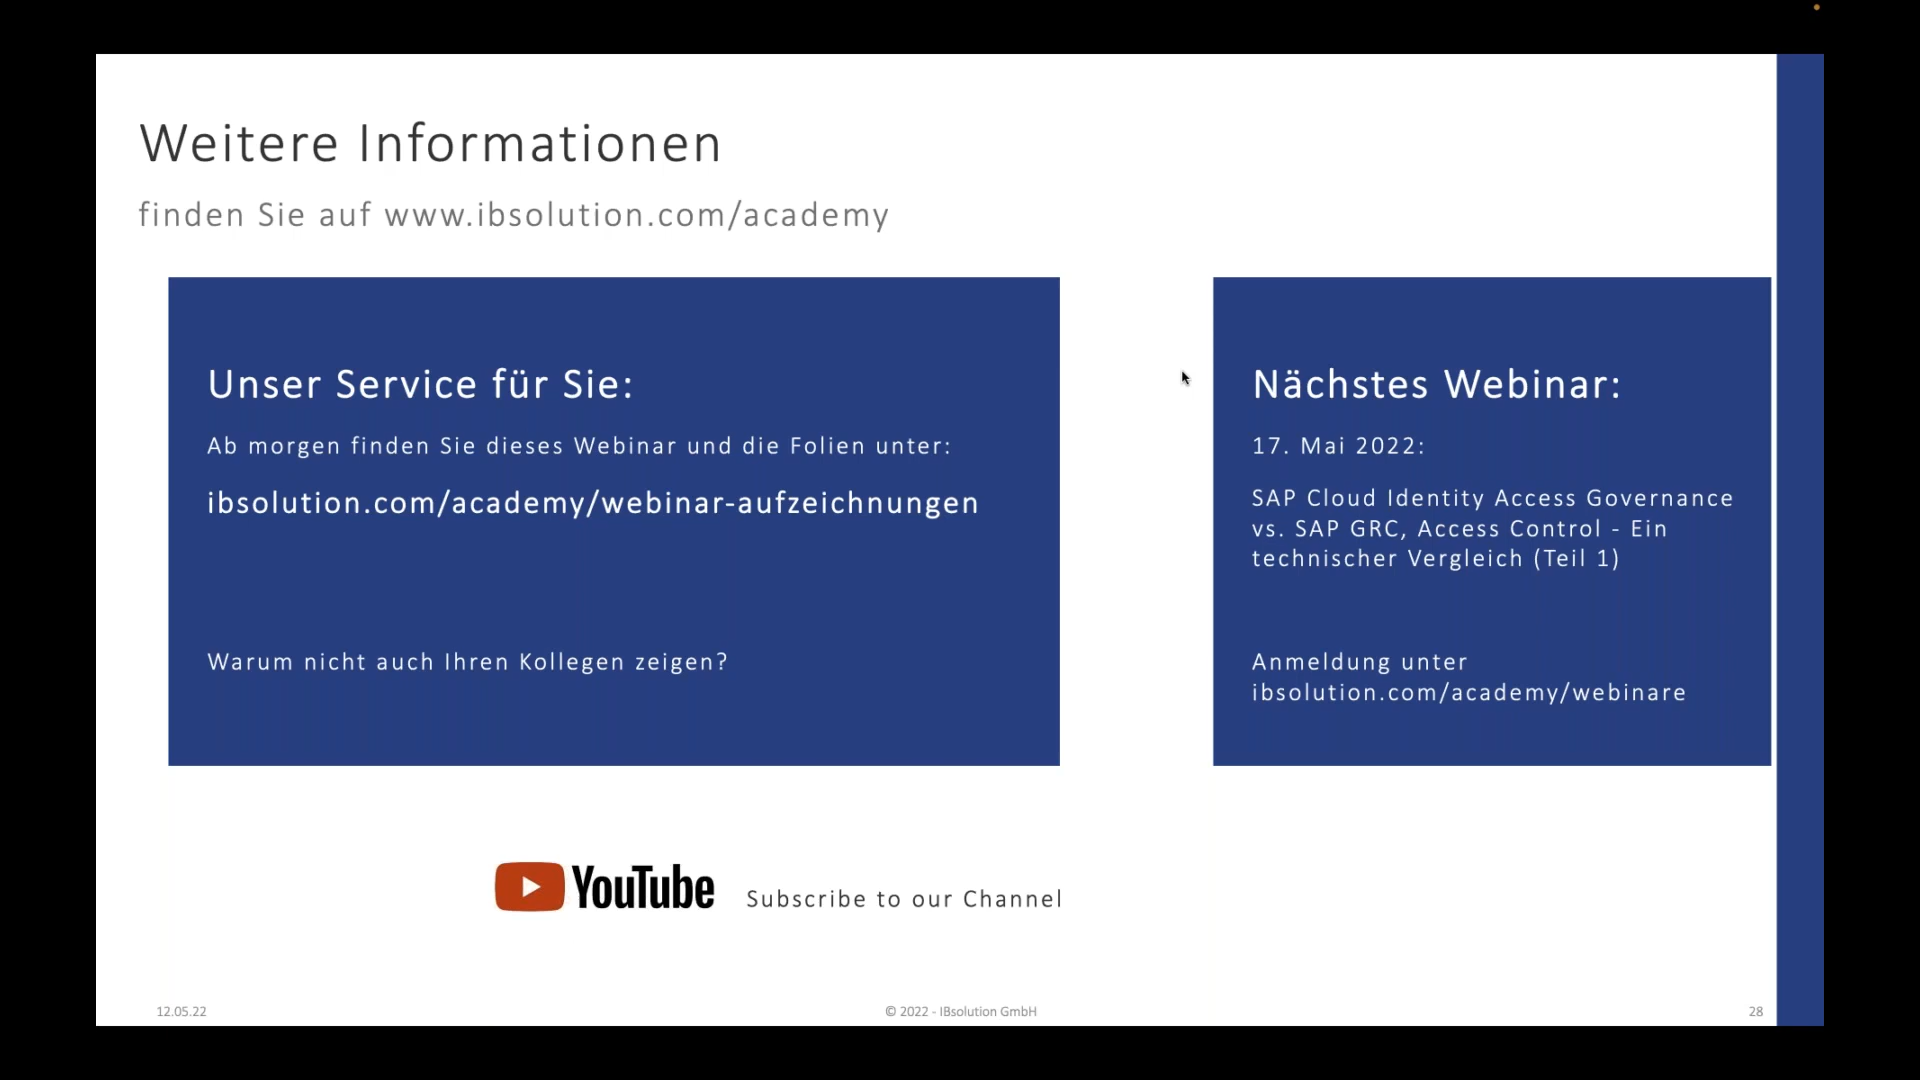 Weitere Informationen
finden Sie auf www.ibsolution.com/academy
Unser Service für Sie:
Ab morgen finden Sie dieses Webinar und die Folien unter:
ibsolution.com/academy/webinar-aufzeichnungen
Warum nicht auch Ihren Kollegen zeigen?
Nächstes Webinar:
17. Mai 2022:
SAP Cloud Identity Access Governance
vs. SAP GRC, Access Control - Ein
technischer Vergleich (Teil 1)
Anmeldung unter
ibsolution.com/academy/webinare
YouTube
Subscribe to our Channel
12.05.22
© 2022 - IBsolution GmbH
28